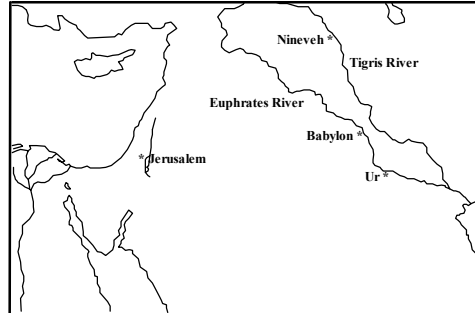 Nineveh *
Tigris River
Euphrates River
Babylon *
* Jerusalem
Ur *